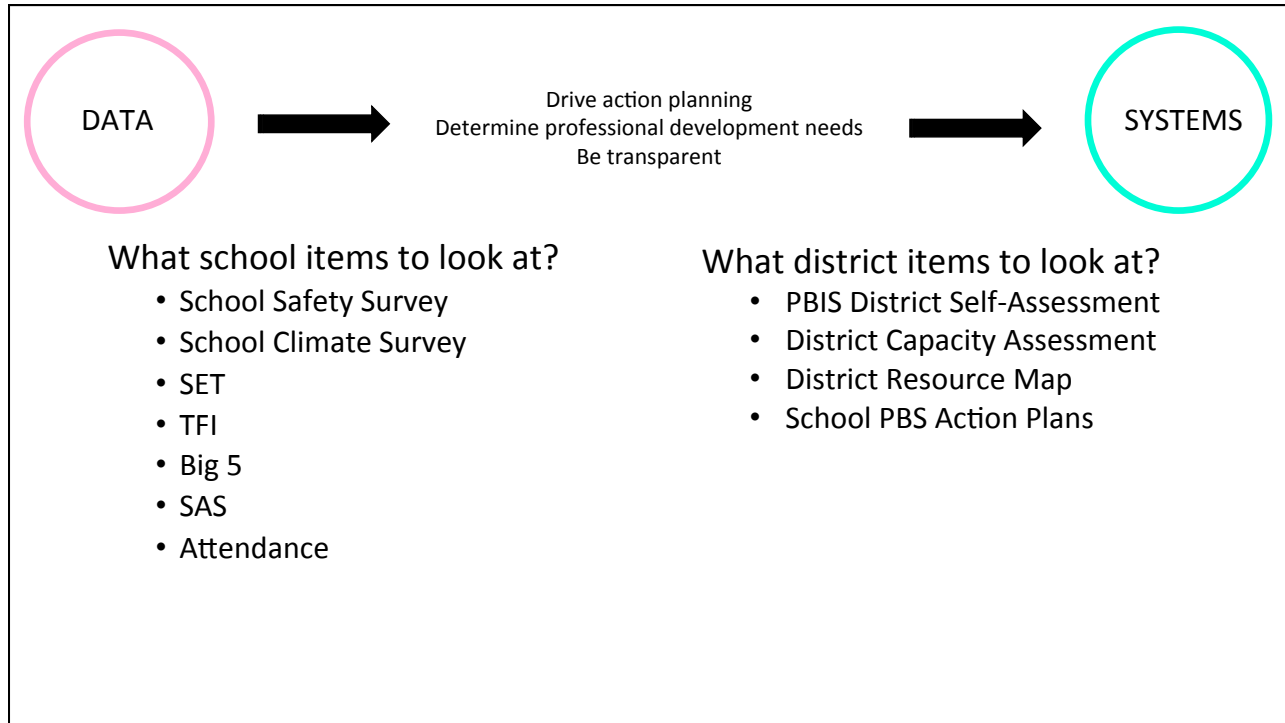 DATA
Drive action planning
Determine professional development needs
Be transparent
SYSTEMS
What school items to look at?
• School Safety Survey
• School Climate Survey
• SET
• TFI
• Big 5
• SAS
• Attendance
What district items to look at?
• PBIS District Self-Assessment
• District Capacity Assessment
• District Resource Map
• School PBS Action Plans